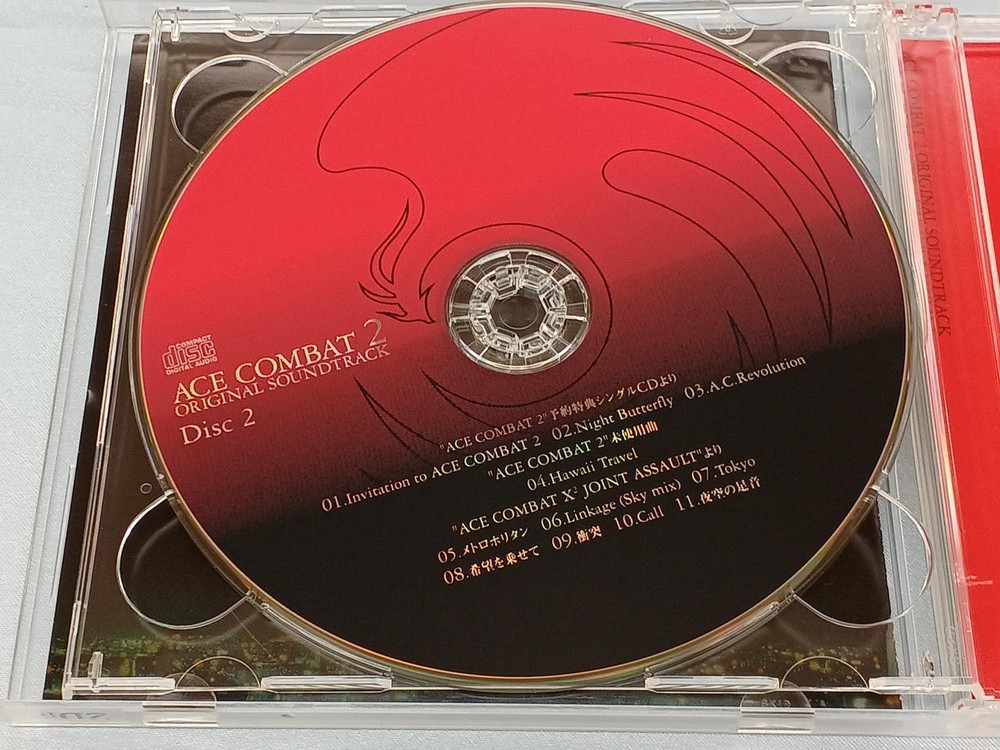 COMPACT
disc
DIGITAL AUDIO
ACE COMBAT 2
ORIGINAL SOUNDTRACK
Disc 2
"ACE COMBAT 2"予約特典シングルCDより
01.Invitation to ACE COMBAT 2 02.Night Butterfly 03.A.C.Revolution
"ACE COMBAT 2"未使用曲
04.Hawaii Travel
"ACE COMBAT X² JOINT ASSAULT"より
05.メトロポリタン 06.Linkage (Sky mix) 07.Tokyo
08.希望を乗せて 09.衝突 10.Call 11.夜空の足音
ACE COMBAT 2 ORIGINAL SOUNDTRACK